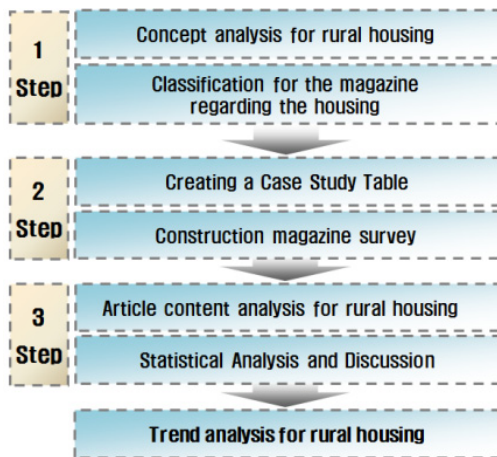 1
Step
Concept analysis for rural housing
Classification for the magazine
regarding the housing
2
Step
Creating a Case Study Table
Construction magazine survey
3
Step
Article content analysis for rural housing
Statistical Analysis and Discussion
Trend analysis for rural housing